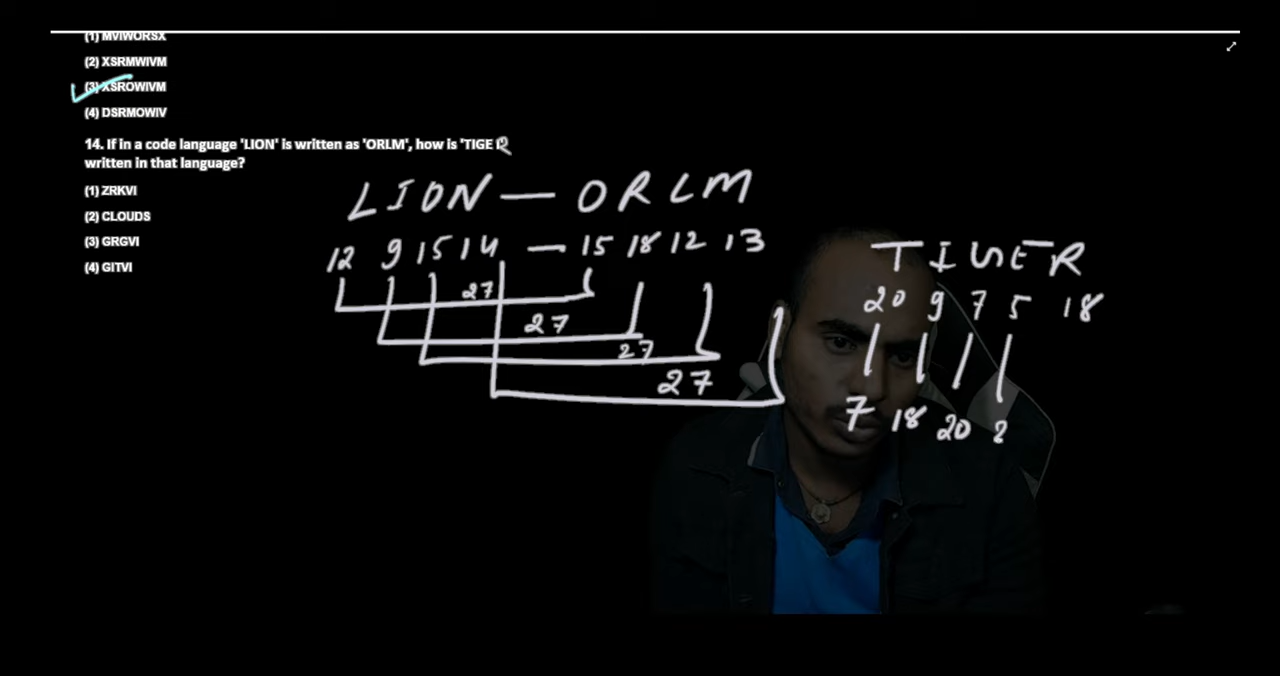 (1) MVIWORSX
(2) XSRMWIVM
(3) XSROWIVM
(4) DSRMOWIV
14. If in a code language 'LION' is written as 'ORLM', how is 'TIGE R
written in that language?
(1) ZRKVI
(2) CLOUDS
(3) GRGVI
(4) GITVI
LION — ORLM
12 9 15 14 — 15 18 12 13
27
27
27
27
TIGER
20 9 7 5 18
7 18 20 2